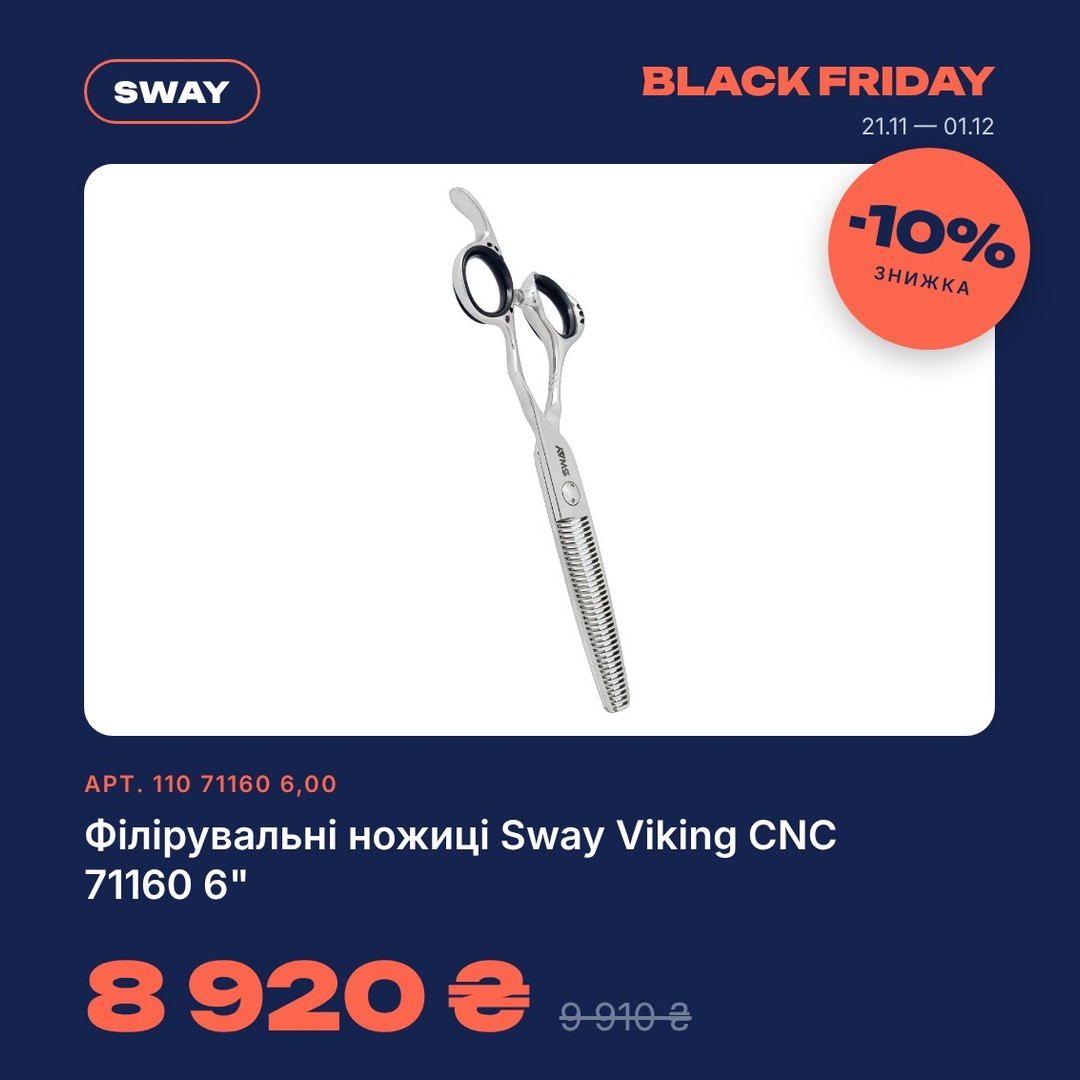 SWAY
BLACK FRIDAY
21.11 — 01.12
-10%
ЗНИЖКА
SWAY
АРТ. 110 71160 6,00
Філірувальні ножиці Sway Viking CNC
71160 6"
8 920 ₴ 9 910 ₴